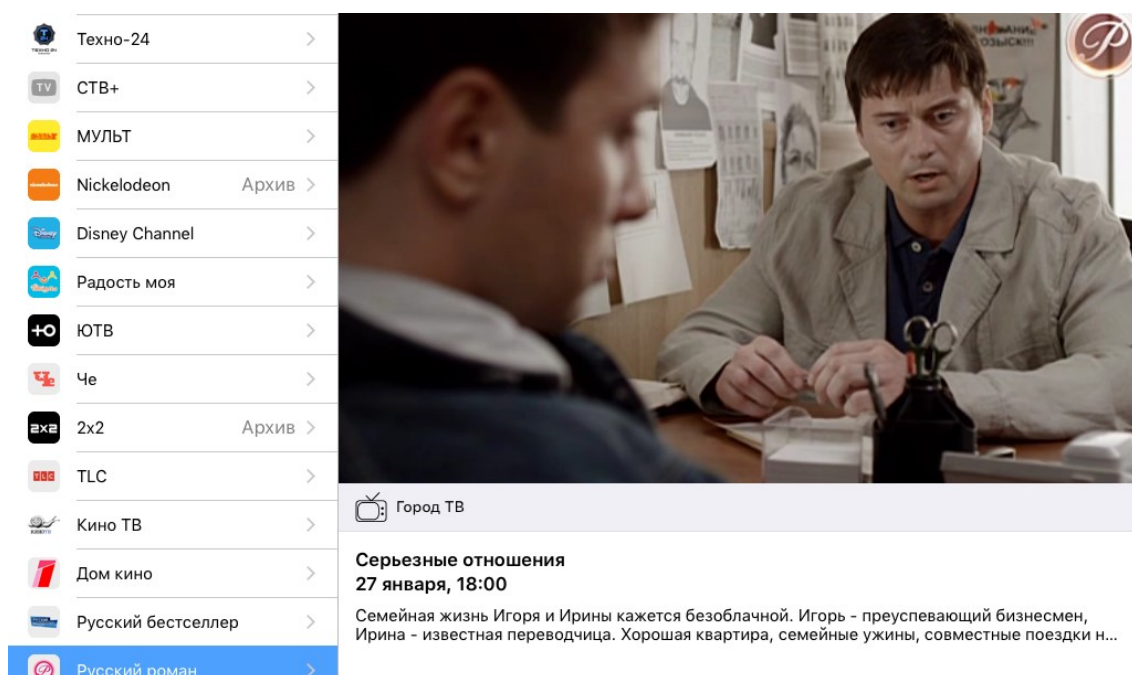 Техно-24
СТВ+
МУЛЬТ
Nickelodeon Архив
Disney Channel
Радость моя
ЮТВ
Че
2x2 Архив
TLC
Кино ТВ
Дом кино
Русский бестселлер
Русский роман
Город ТВ
Серьезные отношения
27 января, 18:00
Семейная жизнь Игоря и Ирины кажется безоблачной. Игорь - преуспевающий бизнесмен,
Ирина - известная переводчица. Хорошая квартира, семейные ужины, совместные поездки н...